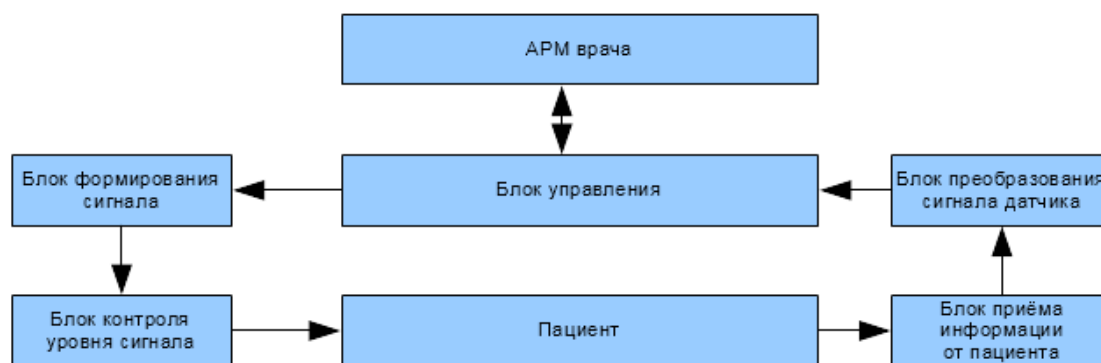 АРМ врача
Блок формирования
сигнала
Блок управления
Блок преобразования
сигнала датчика
Блок контроля
уровня сигнала
Пациент
Блок приёма
информации
от пациента